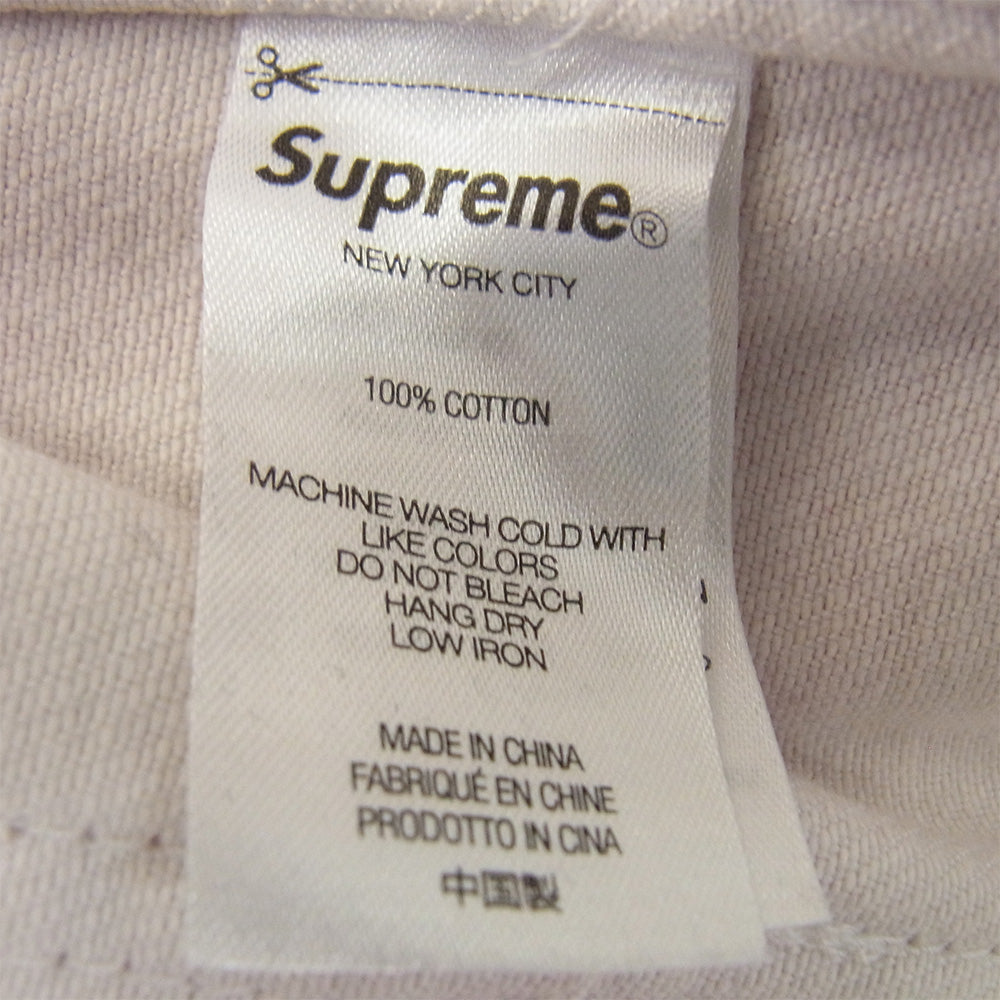 Supreme®
NEW YORK CITY
100% COTTON
MACHINE WASH COLD WITH
LIKE COLORS
DO NOT BLEACH
HANG DRY
LOW IRON
MADE IN CHINA
FABRIQUÉ EN CHINE
PRODOTTO IN CINA
中国製